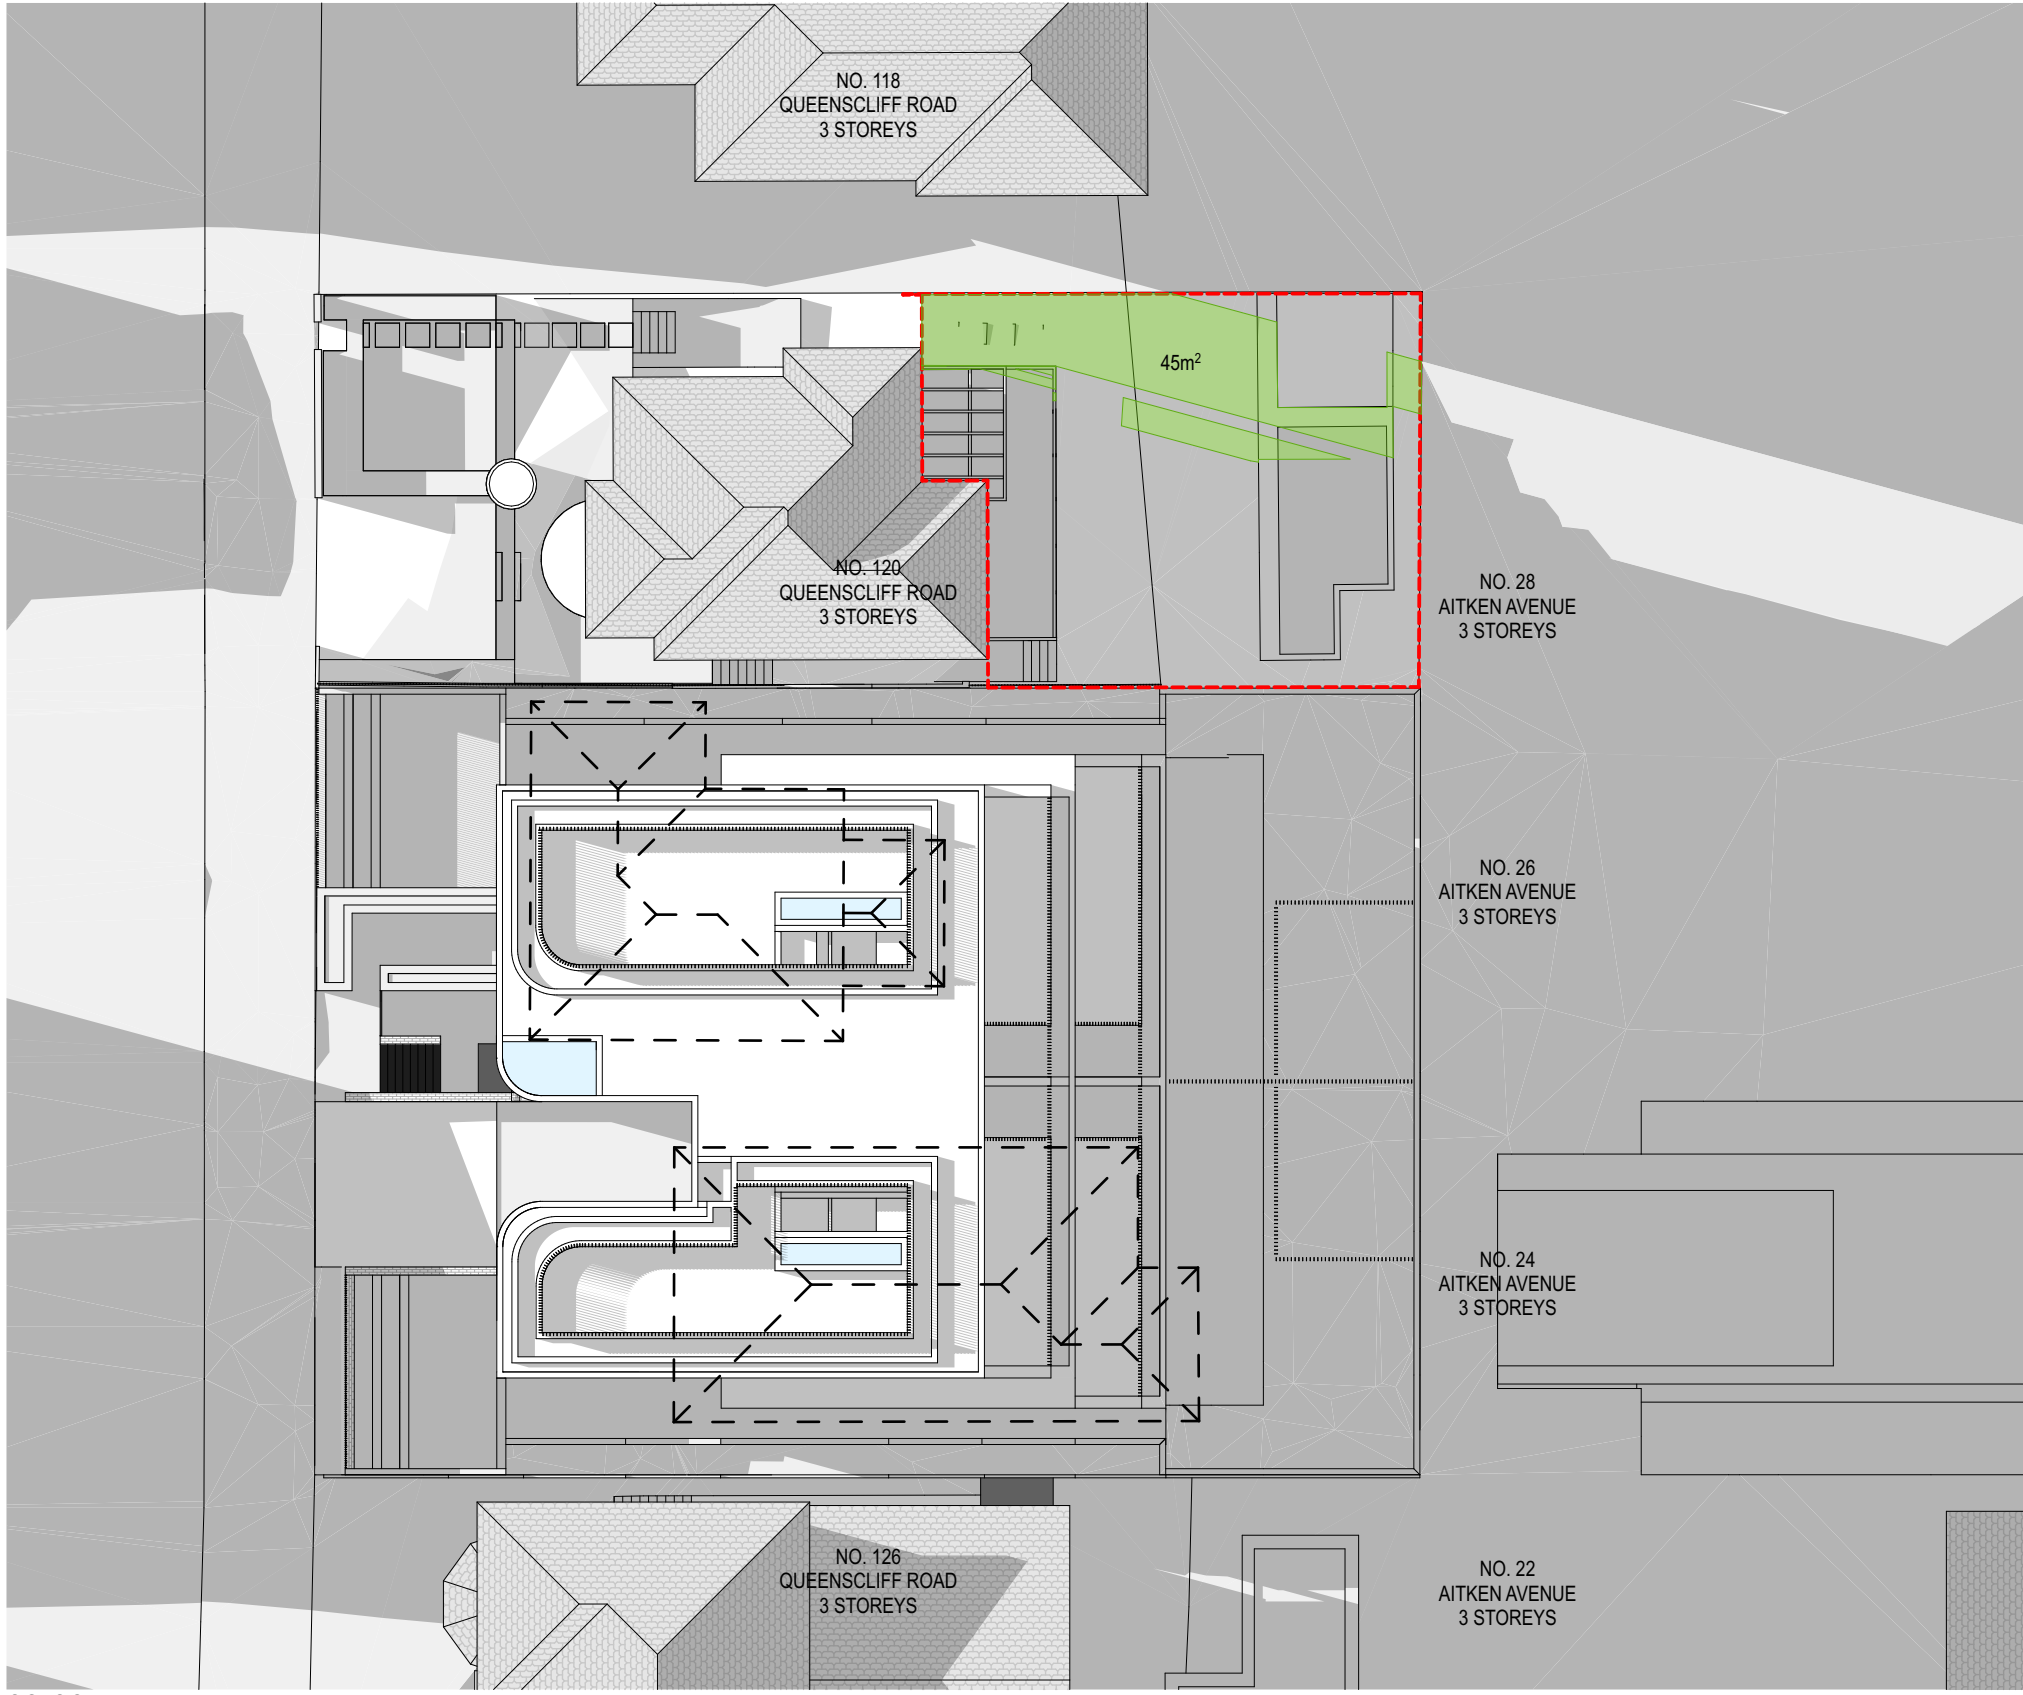 NO. 118
QUEENSCLIFF ROAD
3 STOREYS
45m²
NO. 120
QUEENSCLIFF ROAD
3 STOREYS
NO. 28
AITKEN AVENUE
3 STOREYS
NO. 26
AITKEN AVENUE
3 STOREYS
NO. 24
AITKEN AVENUE
3 STOREYS
NO. 126
QUEENSCLIFF ROAD
3 STOREYS
NO. 22
AITKEN AVENUE
3 STOREYS